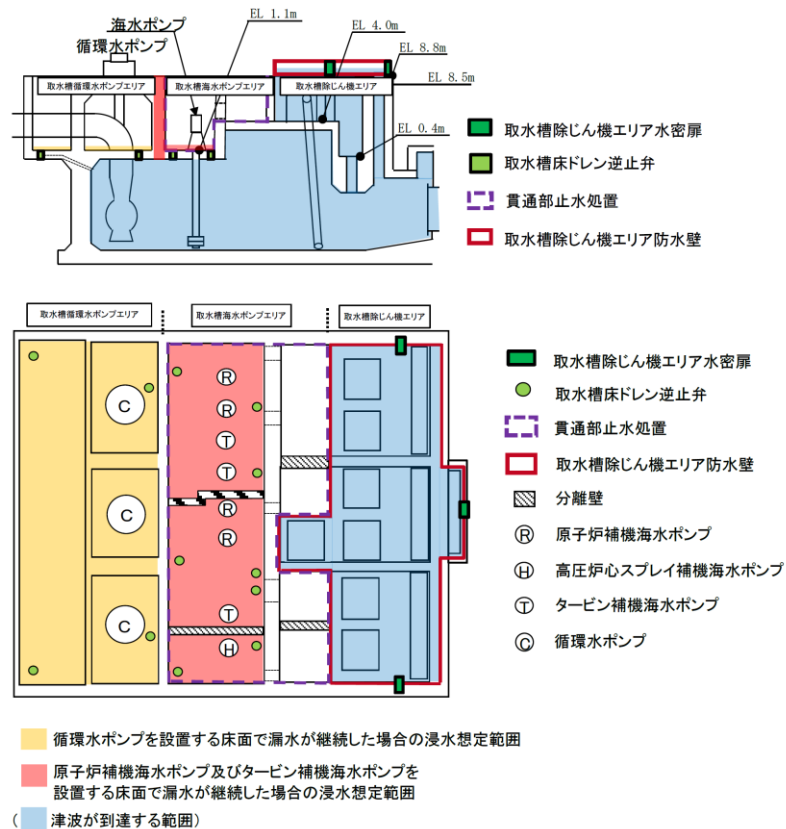 海水ポンプ
循環水ポンプ
EL 1.1m
EL 4.0m
EL 8.8m
EL 8.5m
取水槽循環水ポンプエリア
取水槽海水ポンプエリア
取水槽除じん機エリア
EL 0.4m
取水槽除じん機エリア水密扉
取水槽床ドレン逆止弁
貫通部止水処置
取水槽除じん機エリア防水壁
取水槽循環水ポンプエリア
取水槽海水ポンプエリア
取水槽除じん機エリア
C
C
C
R
R
T
T
R
R
T
H
取水槽除じん機エリア水密扉
取水槽床ドレン逆止弁
貫通部止水処置
取水槽除じん機エリア防水壁
分離壁
R 原子炉補機海水ポンプ
H 高圧炉心スプレイ補機海水ポンプ
T タービン補機海水ポンプ
C 循環水ポンプ
循環水ポンプを設置する床面で漏水が継続した場合の浸水想定範囲
原子炉補機海水ポンプ及びタービン補機海水ポンプを
設置する床面で漏水が継続した場合の浸水想定範囲
( 津波が到達する範囲)